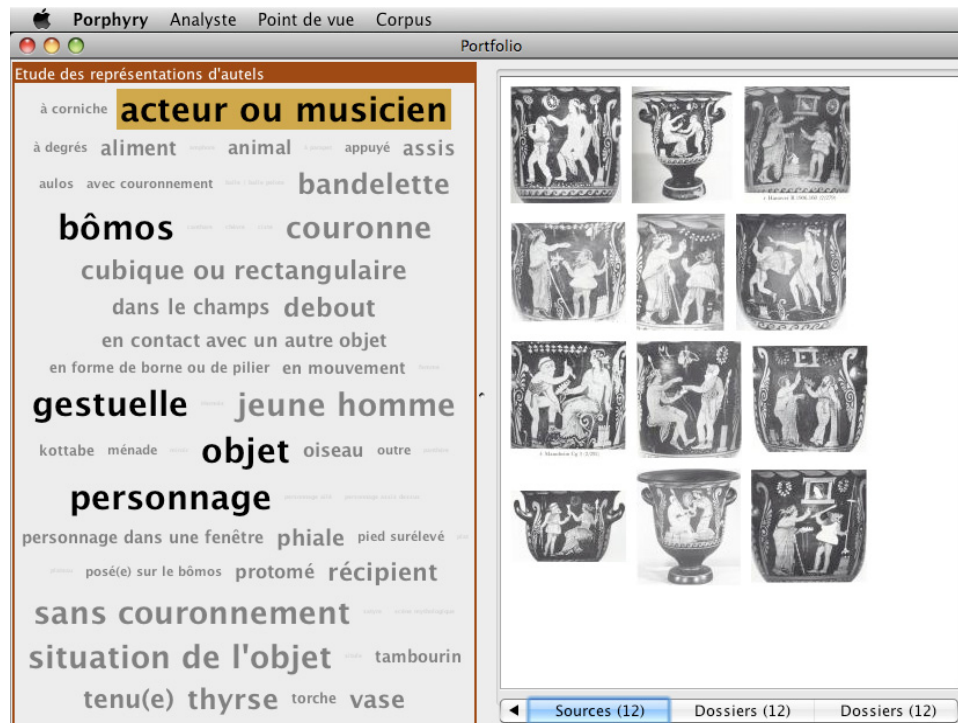 Porphyry Analyste Point de vue Corpus
Portfolio
Etude des représentations d'autels
à corniche acteur ou musicien
à degrés aliment animal appuyé assis
aulos avec couronnement bandelette
bômos couronne
cubique ou rectangulaire
dans le champs debout
en contact avec un autre objet
en forme de borne ou de pilier en mouvement
gestuelle jeune homme
kottabe ménade objet oiseau outre
personnage
personnage dans une fenêtre phiale pied surélevé
posé(e) sur le bômos protomé récipient
sans couronnement
situation de l'objet tambourin
tenu(e) thyrse torche vase
Sources (12) Dossiers (12) Dossiers (12)